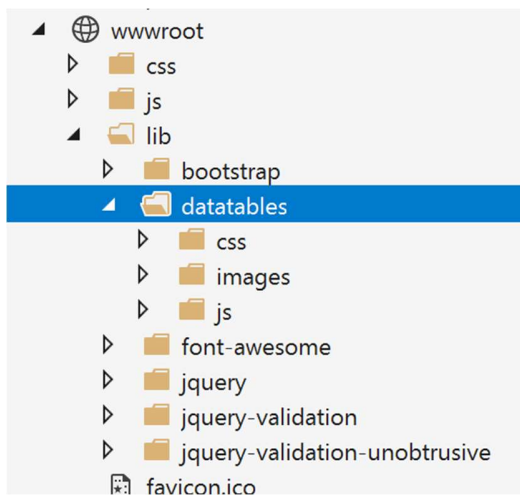 wwwroot
css
js
lib
bootstrap
datatables
css
images
js
font-awesome
jquery
jquery-validation
jquery-validation-unobtrusive
favicon.ico